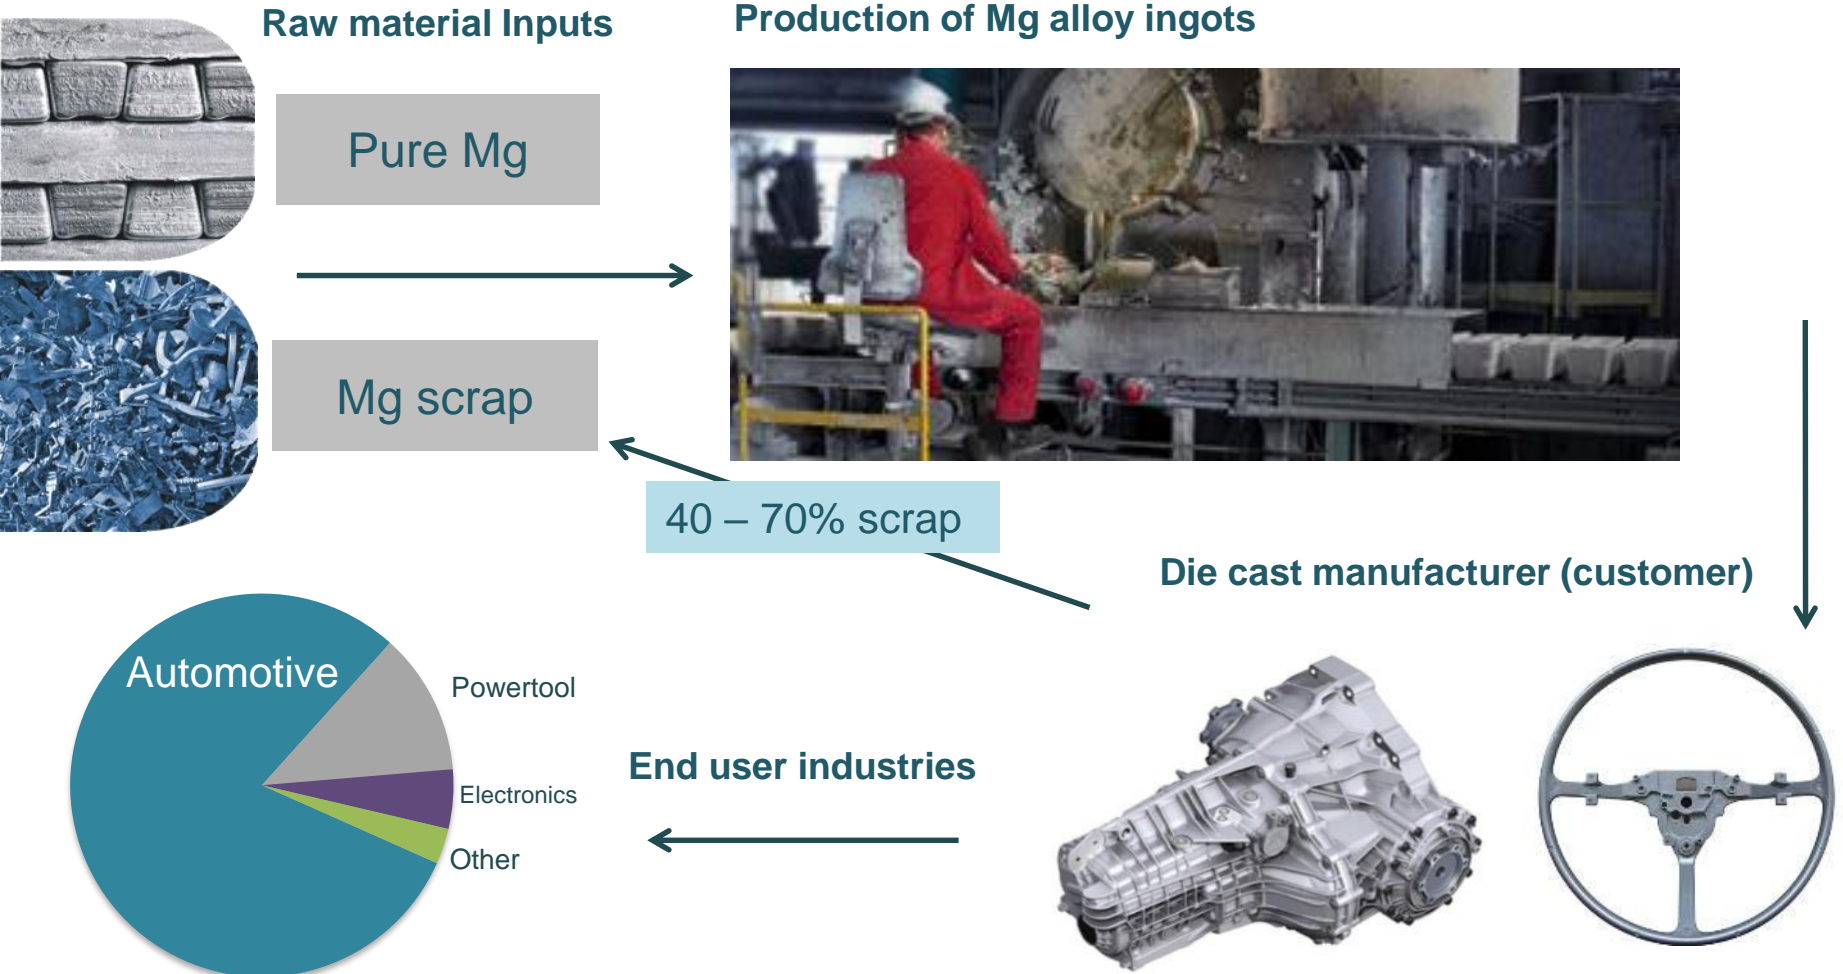 Raw material Inputs
Production of Mg alloy ingots
Pure Mg
Mg scrap
40 – 70% scrap
Die cast manufacturer (customer)
Automotive
Powertool
End user industries
Electronics
Other